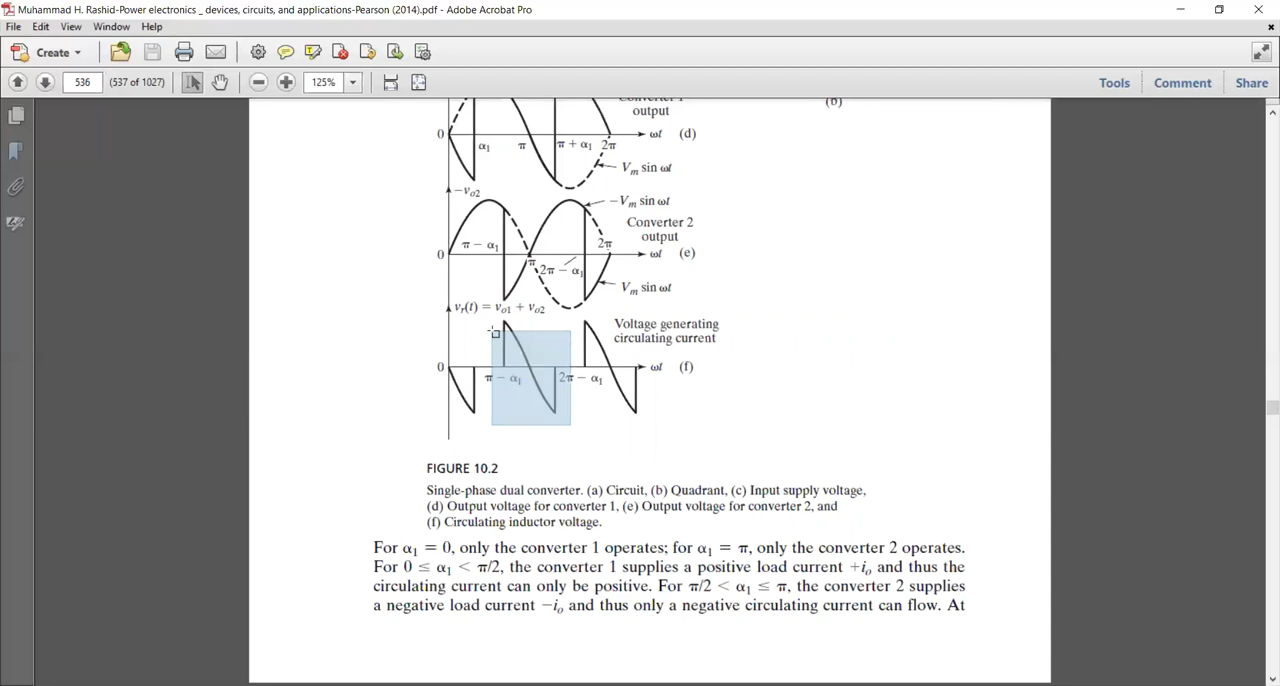 Muhammad H. Rashid-Power electronics _ devices, circuits, and applications-Pearson (2014).pdf - Adobe Acrobat Pro
File Edit View Window Help
Create
536 (537 of 1027) 125% Tools Comment Share
Converter 1
output
(b)
0 α₁ π π + α₁ 2π ωt (d)
Vₘ sin ωt
−vₒ₂
−Vₘ sin ωt
Converter 2
output
π − α₁ 2π
0 π ωt (e)
2π − α₁
Vₘ sin ωt
vᵣ(t) = vₒ₁ + vₒ₂
Voltage generating
circulating current
0 ωt (f)
π − α₁ 2π − α₁
FIGURE 10.2
Single-phase dual converter. (a) Circuit, (b) Quadrant, (c) Input supply voltage,
(d) Output voltage for converter 1, (e) Output voltage for converter 2, and
(f) Circulating inductor voltage.
For α₁ = 0, only the converter 1 operates; for α₁ = π, only the converter 2 operates.
For 0 ≤ α₁ < π/2, the converter 1 supplies a positive load current +iₒ and thus the
circulating current can only be positive. For π/2 < α₁ ≤ π, the converter 2 supplies
a negative load current −iₒ and thus only a negative circulating current can flow. At